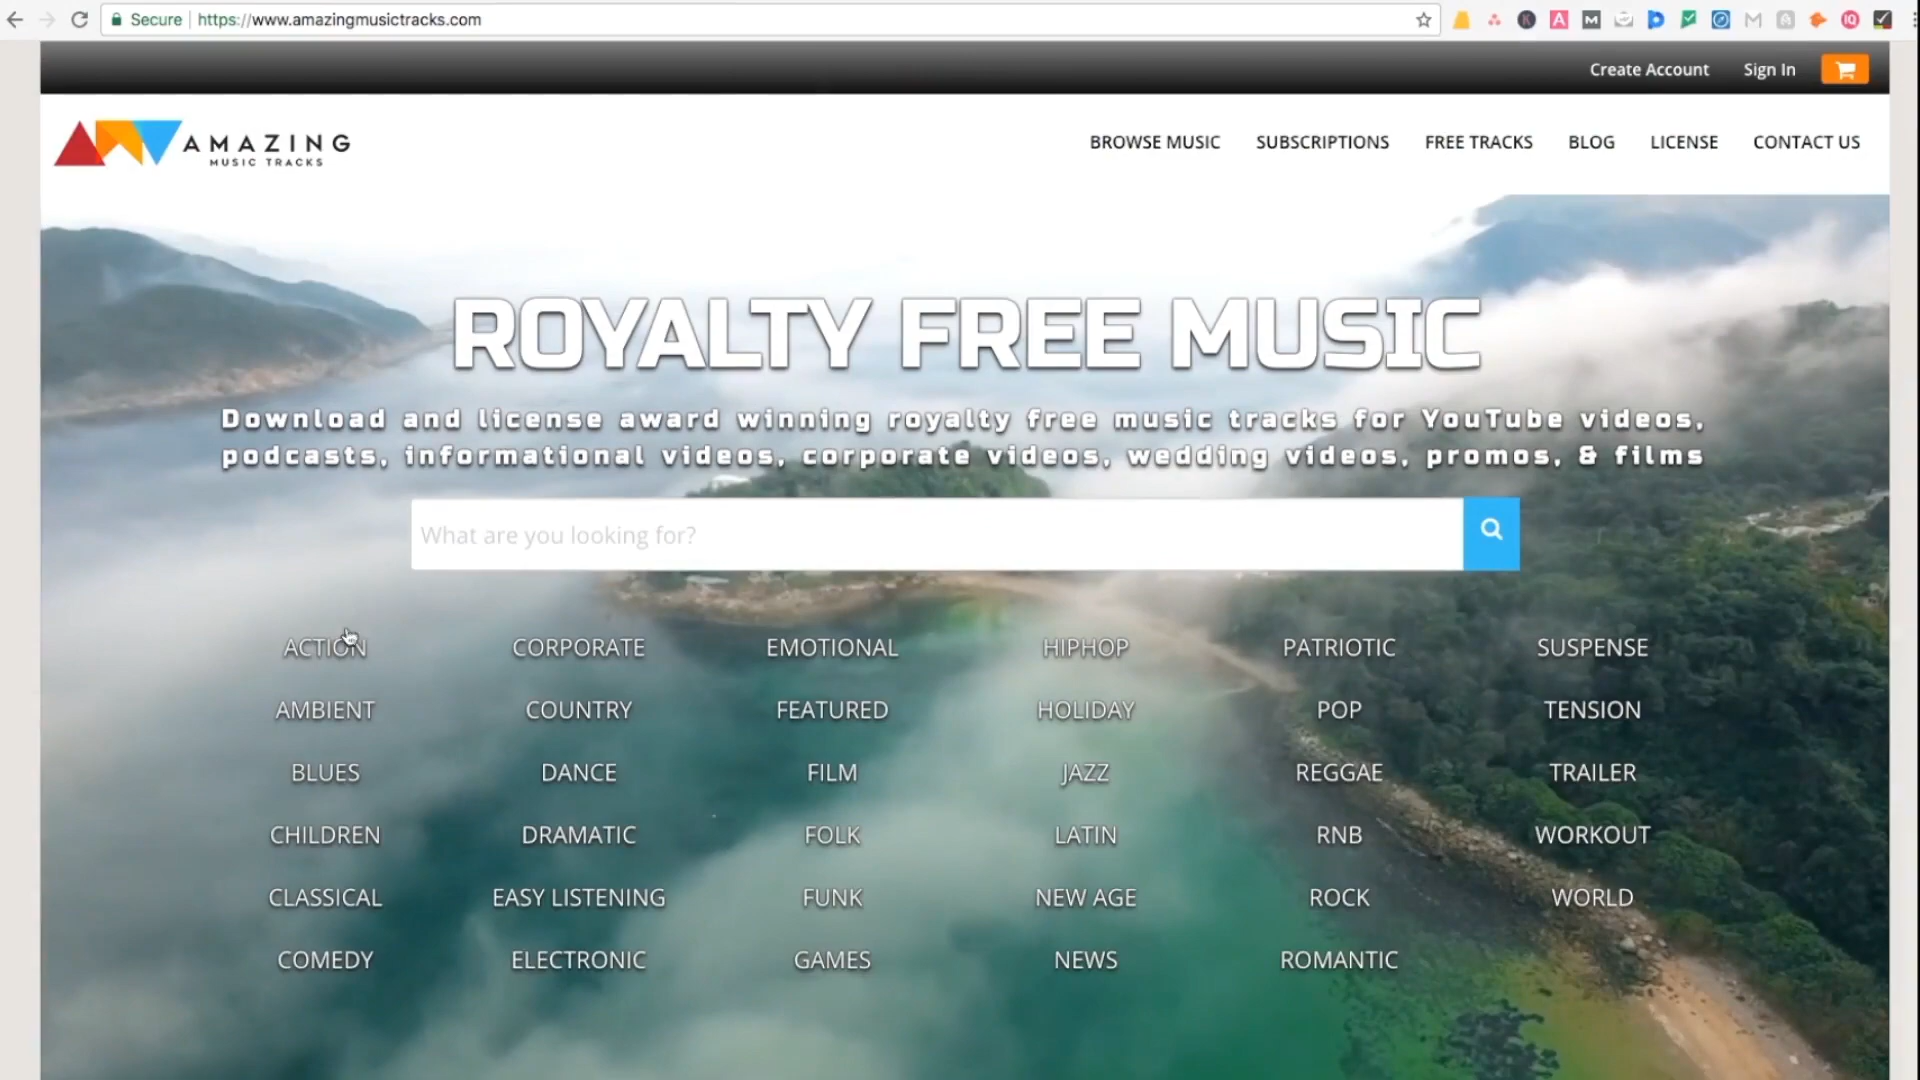 Secure https://www.amazingmusictracks.com
Create Account Sign In
AMAZING
MUSIC TRACKS
BROWSE MUSIC SUBSCRIPTIONS FREE TRACKS BLOG LICENSE CONTACT US
ROYALTY FREE MUSIC
Download and license award winning royalty free music tracks for YouTube videos,
podcasts, informational videos, corporate videos, wedding videos, promos, & films
What are you looking for?
ACTION CORPORATE EMOTIONAL HIPHOP PATRIOTIC SUSPENSE
AMBIENT COUNTRY FEATURED HOLIDAY POP TENSION
BLUES DANCE FILM JAZZ REGGAE TRAILER
CHILDREN DRAMATIC FOLK LATIN RNB WORKOUT
CLASSICAL EASY LISTENING FUNK NEW AGE ROCK WORLD
COMEDY ELECTRONIC GAMES NEWS ROMANTIC